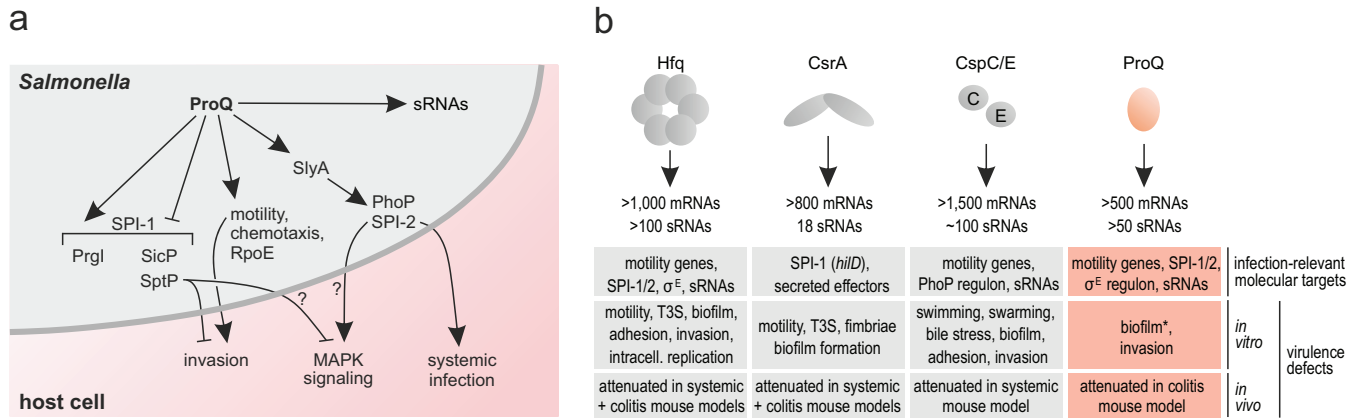 a
Salmonella
ProQ
sRNAs
SlyA
PhoP
SPI-2
SPI-1
PrgI
SicP
SptP
motility,
chemotaxis,
RpoE
?
?
invasion
MAPK
signaling
systemic
infection
host cell
b
Hfq
CsrA
CspC/E
ProQ
C
E
>1,000 mRNAs
>100 sRNAs
>800 mRNAs
18 sRNAs
>1,500 mRNAs
~100 sRNAs
>500 mRNAs
>50 sRNAs
motility genes,
SPI-1/2, σE, sRNAs
SPI-1 (hilD),
secreted effectors
motility genes,
PhoP regulon, sRNAs
motility genes, SPI-1/2,
σE regulon, sRNAs
infection-relevant
molecular targets
motility, T3S, biofilm,
adhesion, invasion,
intracell. replication
motility, T3S, fimbriae
biofilm formation
swimming, swarming,
bile stress, biofilm,
adhesion, invasion
biofilm*,
invasion
in
vitro
attenuated in systemic
+ colitis mouse models
attenuated in systemic
+ colitis mouse models
attenuated in systemic
mouse model
attenuated in colitis
mouse model
in
vivo
virulence
defects